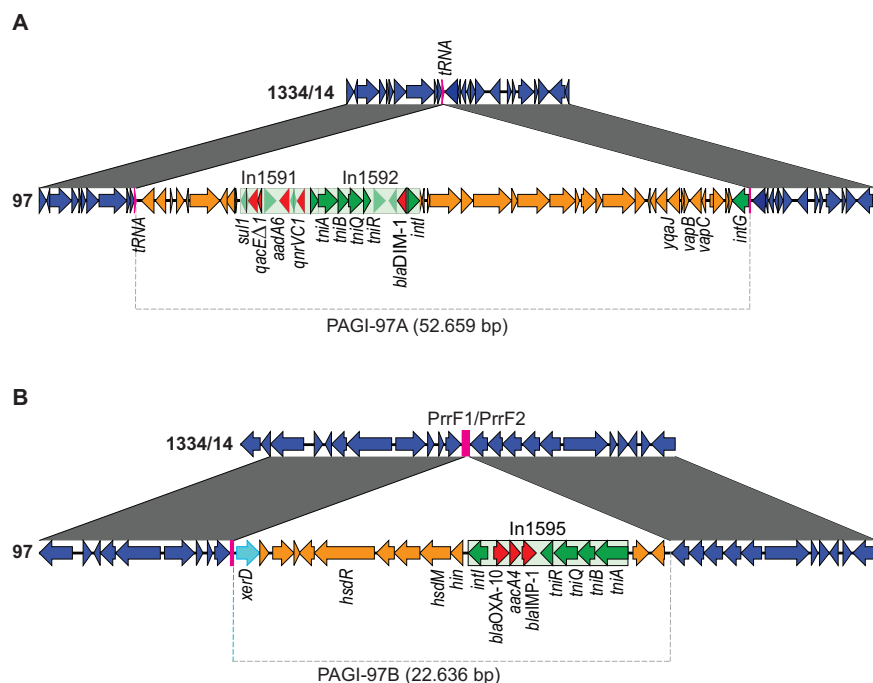 A
tRNA
1334/14
In1591 In1592
97
tRNA
sul1
qacEΔ1
aadA6
qnrVC1
tniA
tniB
tniQ
tniR
blaDIM-1
intI
yqaJ
vapB
vapC
intG
PAGI-97A (52.659 bp)
B
PrrF1/PrrF2
1334/14
In1595
97
xerD
hsdR
hsdM
hin
intI
blaOXA-10
aacA4
blaIMP-1
tniR
tniQ
tniB
tniA
PAGI-97B (22.636 bp)